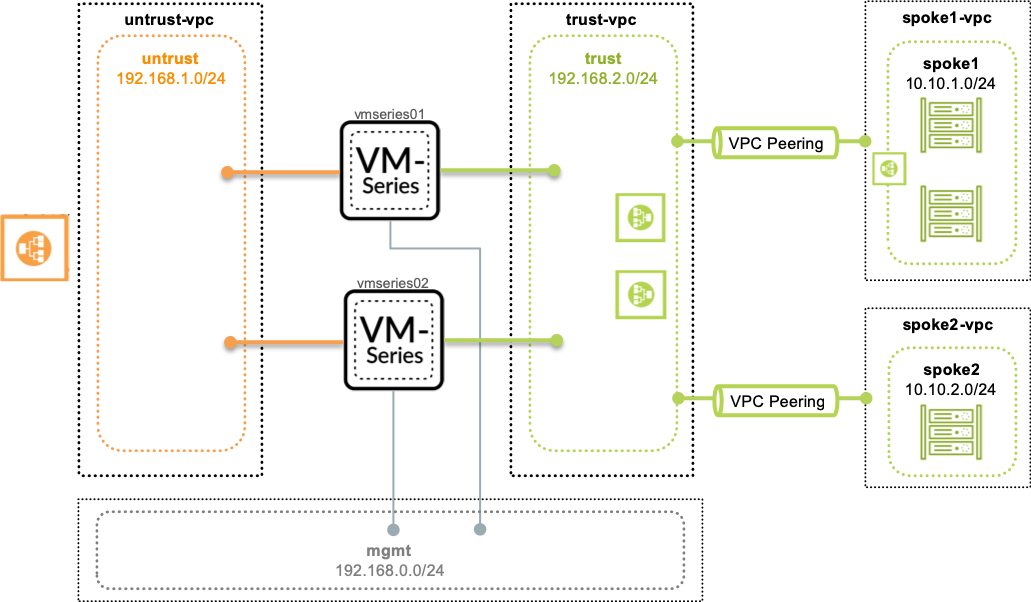 untrust-vpc
untrust
192.168.1.0/24
trust-vpc
trust
192.168.2.0/24
spoke1-vpc
spoke1
10.10.1.0/24
vmseries01
VM-
Series
VPC Peering
vmseries02
VM-
Series
VPC Peering
spoke2-vpc
spoke2
10.10.2.0/24
mgmt
192.168.0.0/24